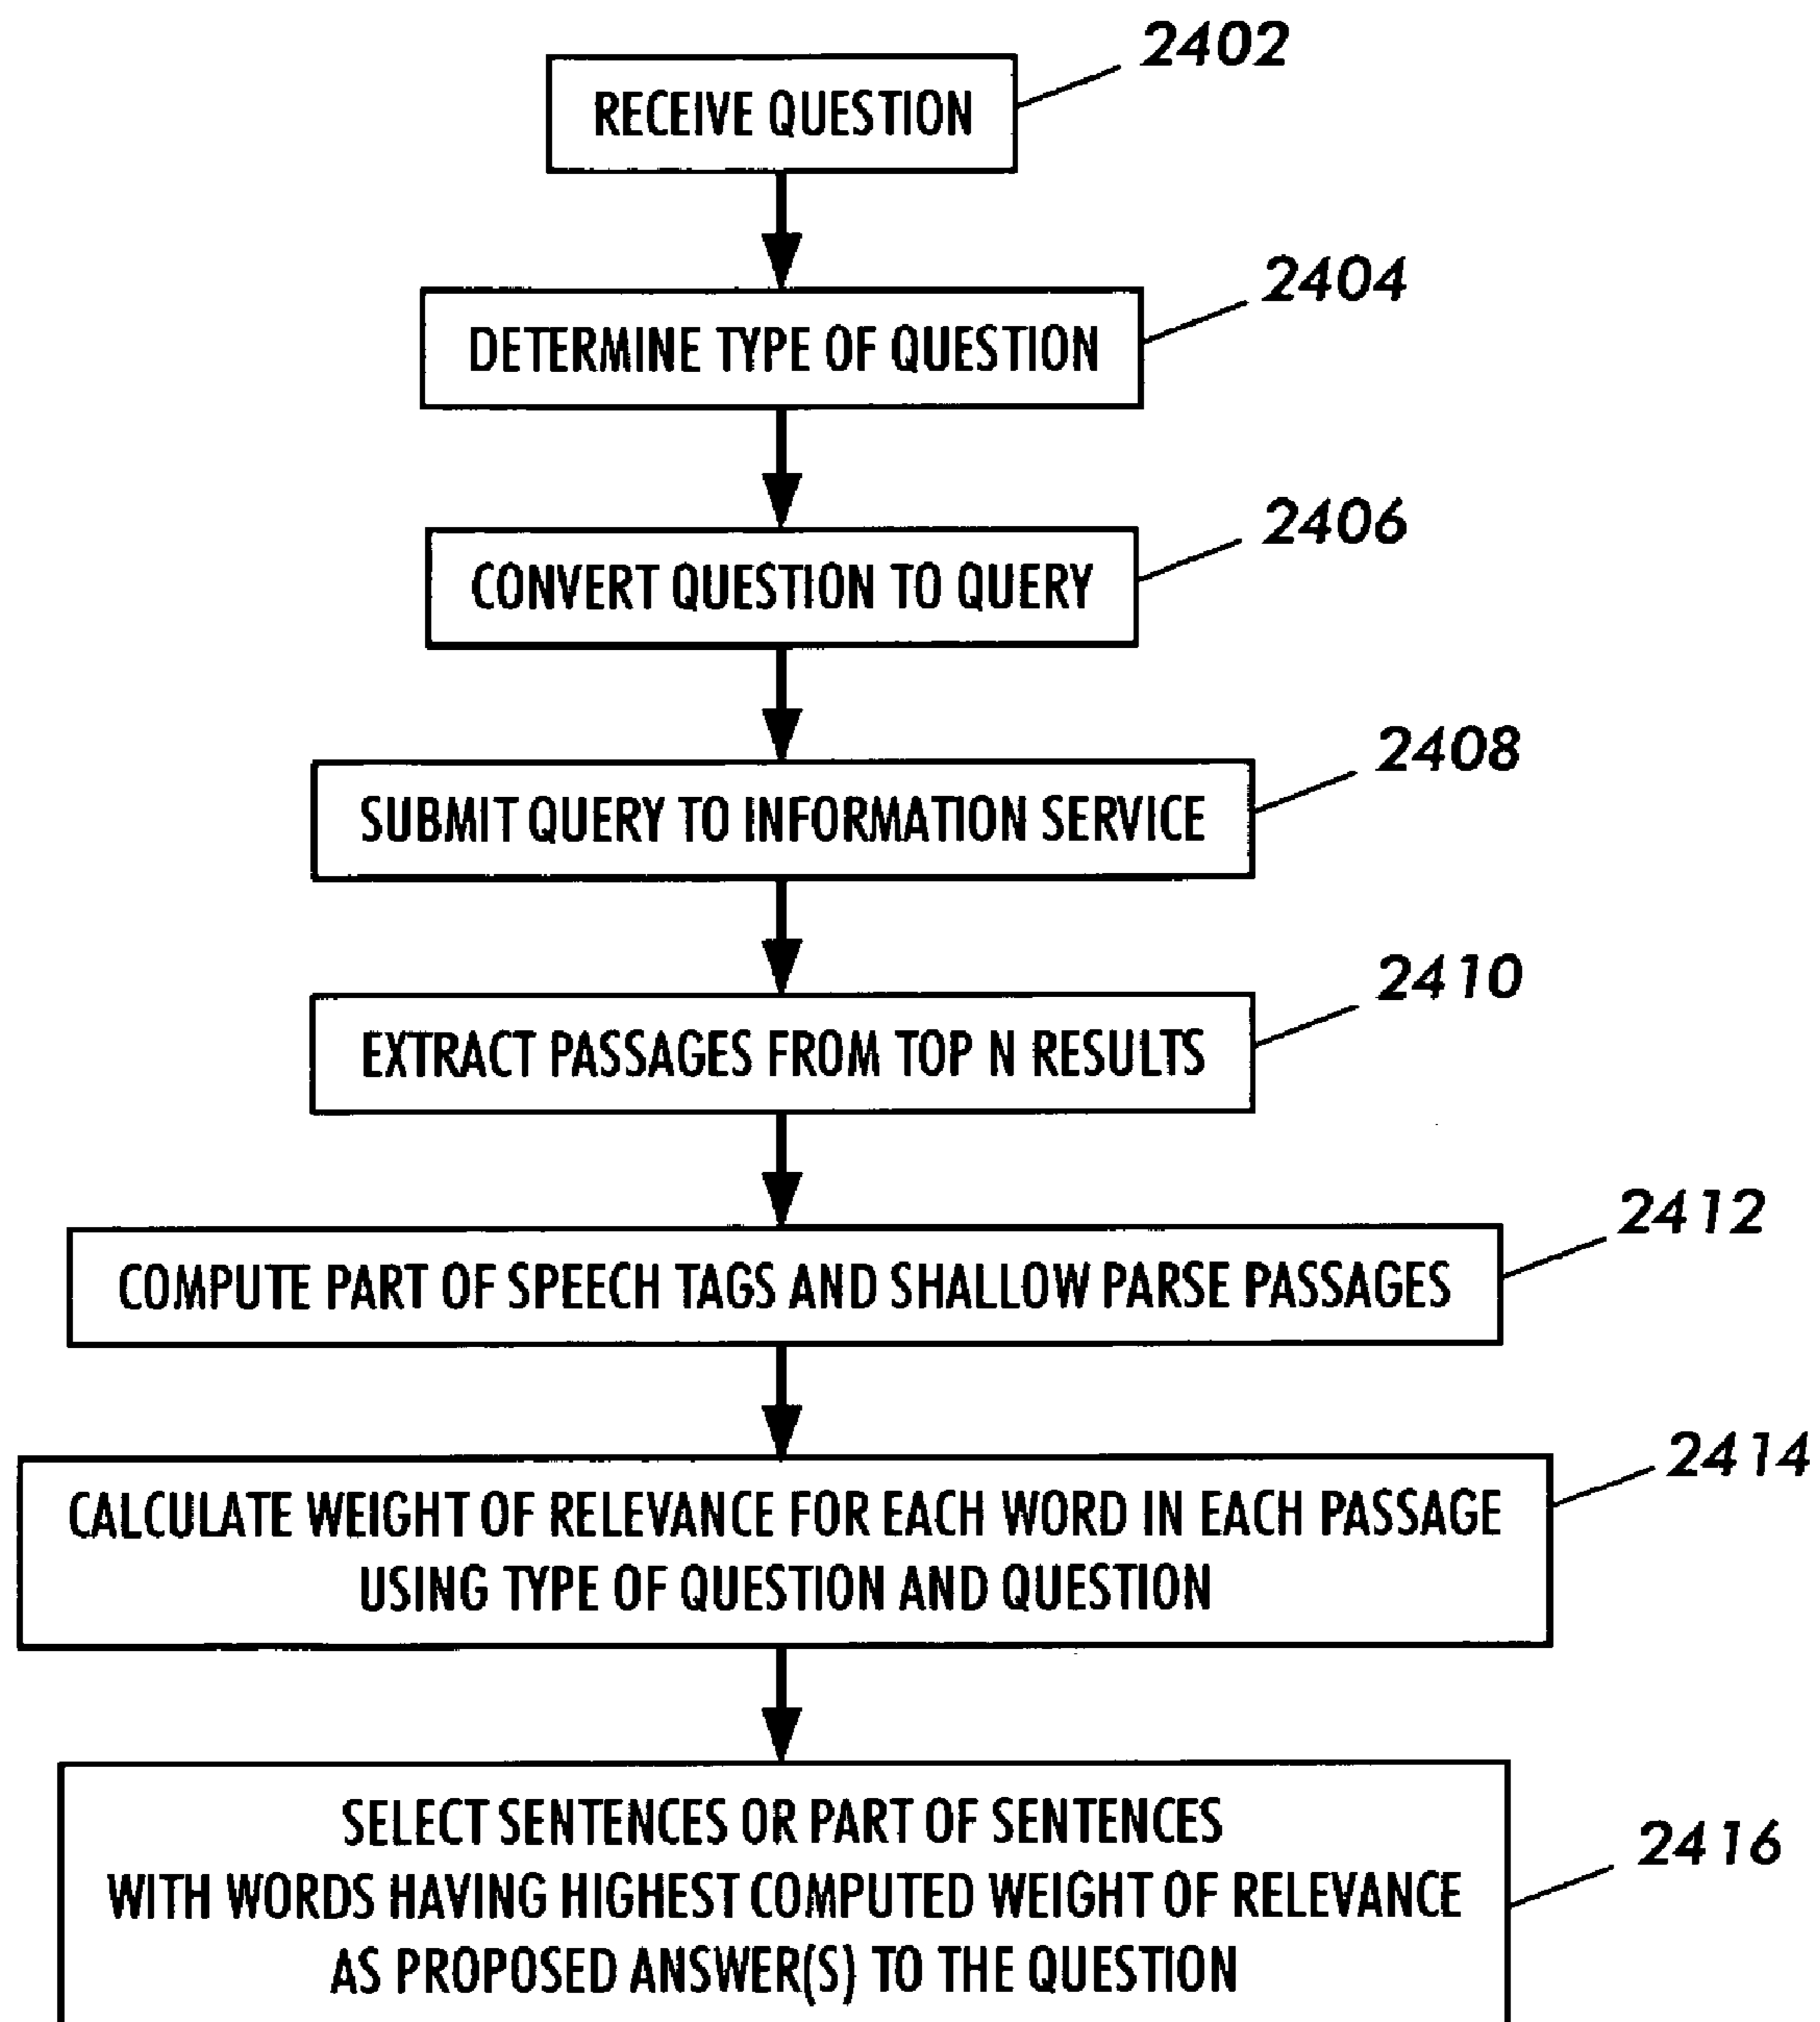 2402
RECEIVE QUESTION
2404
DETERMINE TYPE OF QUESTION
2406
CONVERT QUESTION TO QUERY
2408
SUBMIT QUERY TO INFORMATION SERVICE
2410
EXTRACT PASSAGES FROM TOP N RESULTS
2412
COMPUTE PART OF SPEECH TAGS AND SHALLOW PARSE PASSAGES
2414
CALCULATE WEIGHT OF RELEVANCE FOR EACH WORD IN EACH PASSAGE
USING TYPE OF QUESTION AND QUESTION
2416
SELECT SENTENCES OR PART OF SENTENCES
WITH WORDS HAVING HIGHEST COMPUTED WEIGHT OF RELEVANCE
AS PROPOSED ANSWER(S) TO THE QUESTION